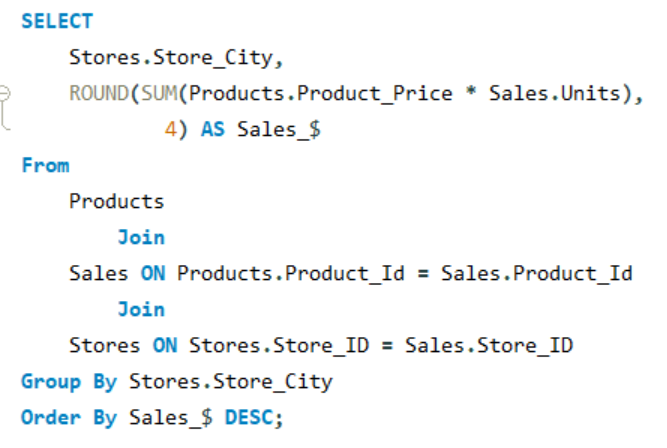 SELECT
Stores.Store_City,
ROUND(SUM(Products.Product_Price * Sales.Units),
4) AS Sales_$
From
Products
Join
Sales ON Products.Product_Id = Sales.Product_Id
Join
Stores ON Stores.Store_ID = Sales.Store_ID
Group By Stores.Store_City
Order By Sales_$ DESC;